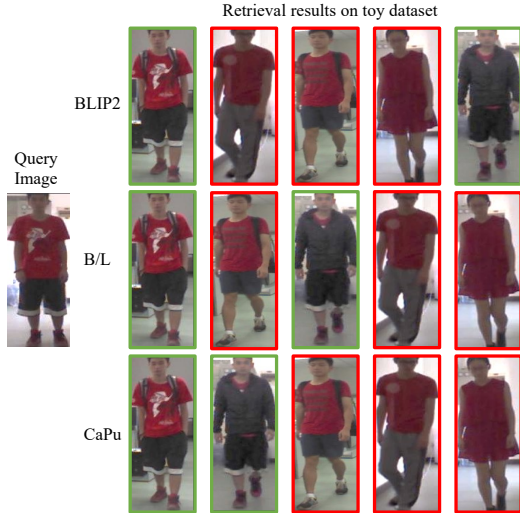 Retrieval results on toy dataset
BLIP2
Query
Image
B/L
CaPu